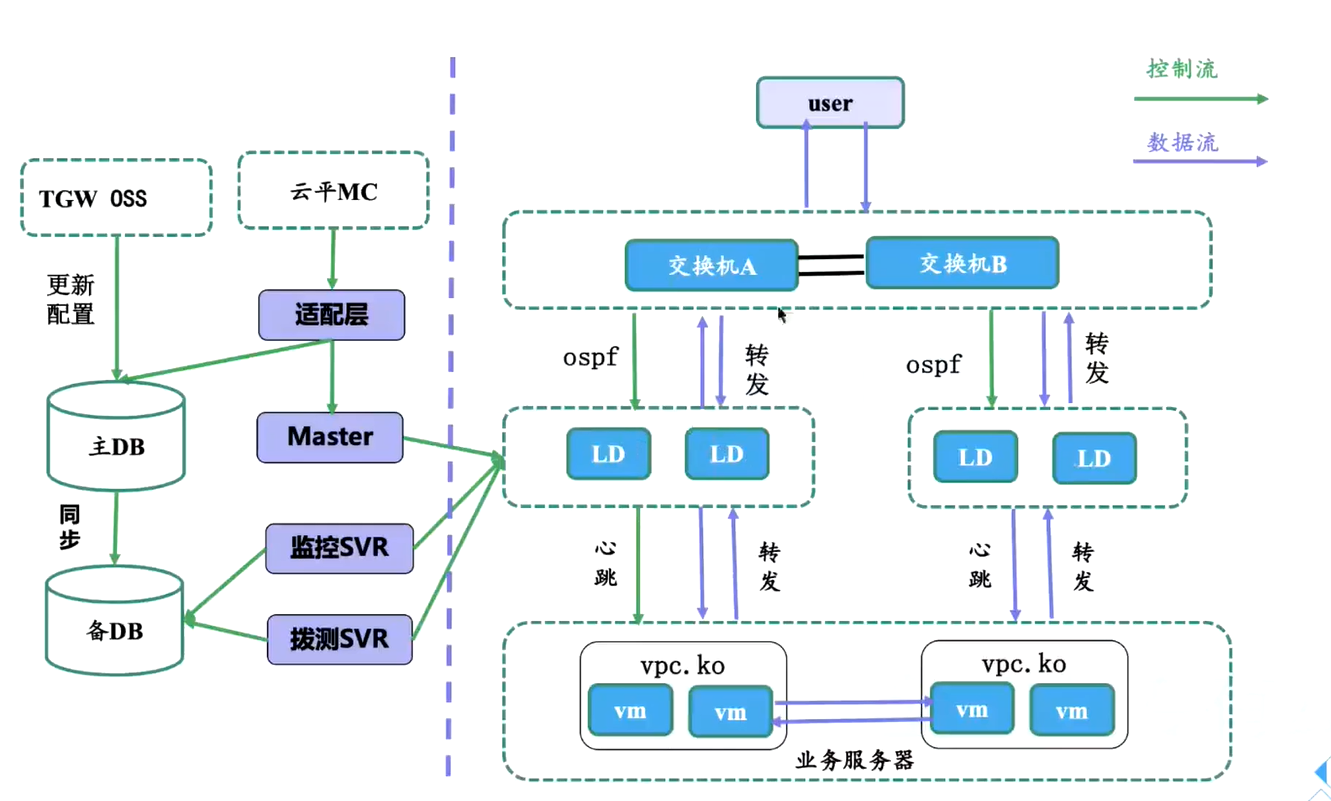 控制流
数据流
user
TGW OSS
云平MC
交换机A
交换机B
更新
配置
适配层
ospf
转
发
ospf
转
发
主DB
Master
LD
LD
LD
LD
同
步
监控SVR
心
跳
转
发
心
跳
转
发
备DB
拨测SVR
vpc.ko
vm
vm
vpc.ko
vm
vm
业务服务器